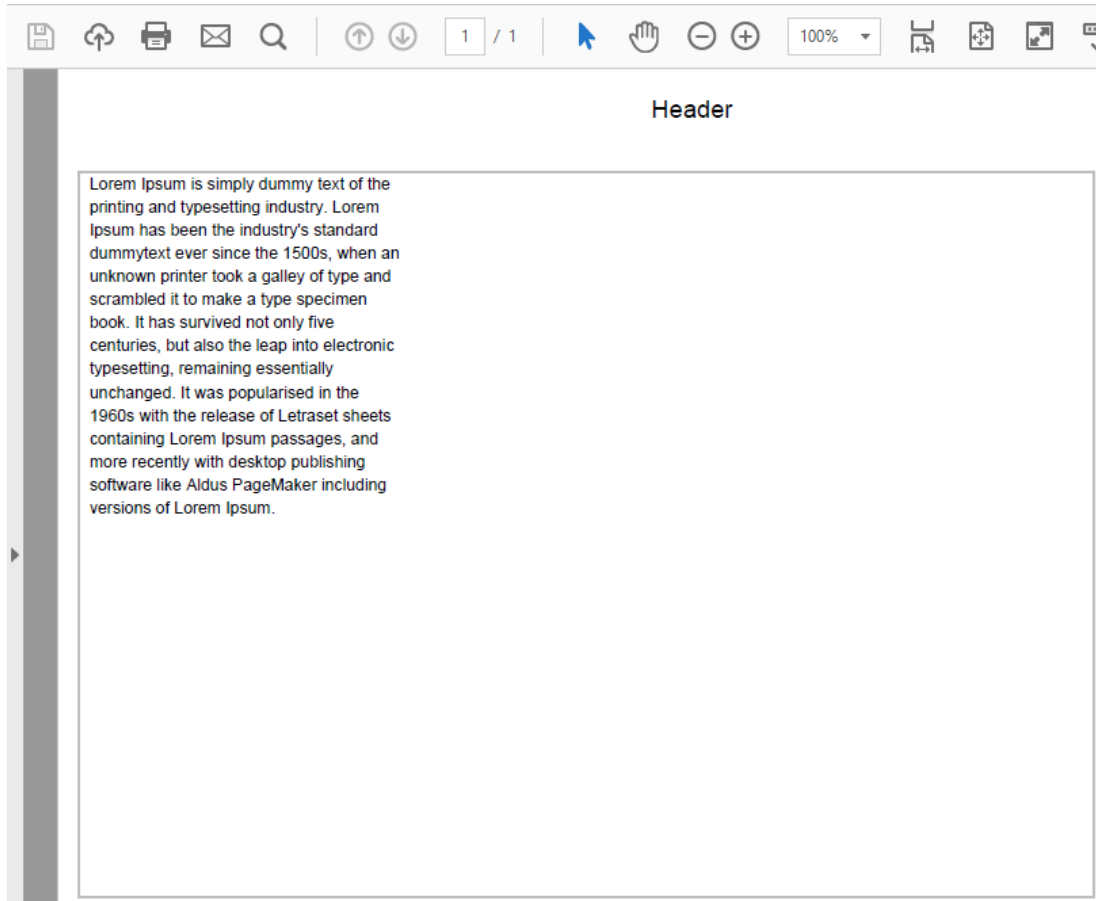 1 / 1
100%
Header
Lorem Ipsum is simply dummy text of the
printing and typesetting industry. Lorem
Ipsum has been the industry's standard
dummytext ever since the 1500s, when an
unknown printer took a galley of type and
scrambled it to make a type specimen
book. It has survived not only five
centuries, but also the leap into electronic
typesetting, remaining essentially
unchanged. It was popularised in the
1960s with the release of Letraset sheets
containing Lorem Ipsum passages, and
more recently with desktop publishing
software like Aldus PageMaker including
versions of Lorem Ipsum.